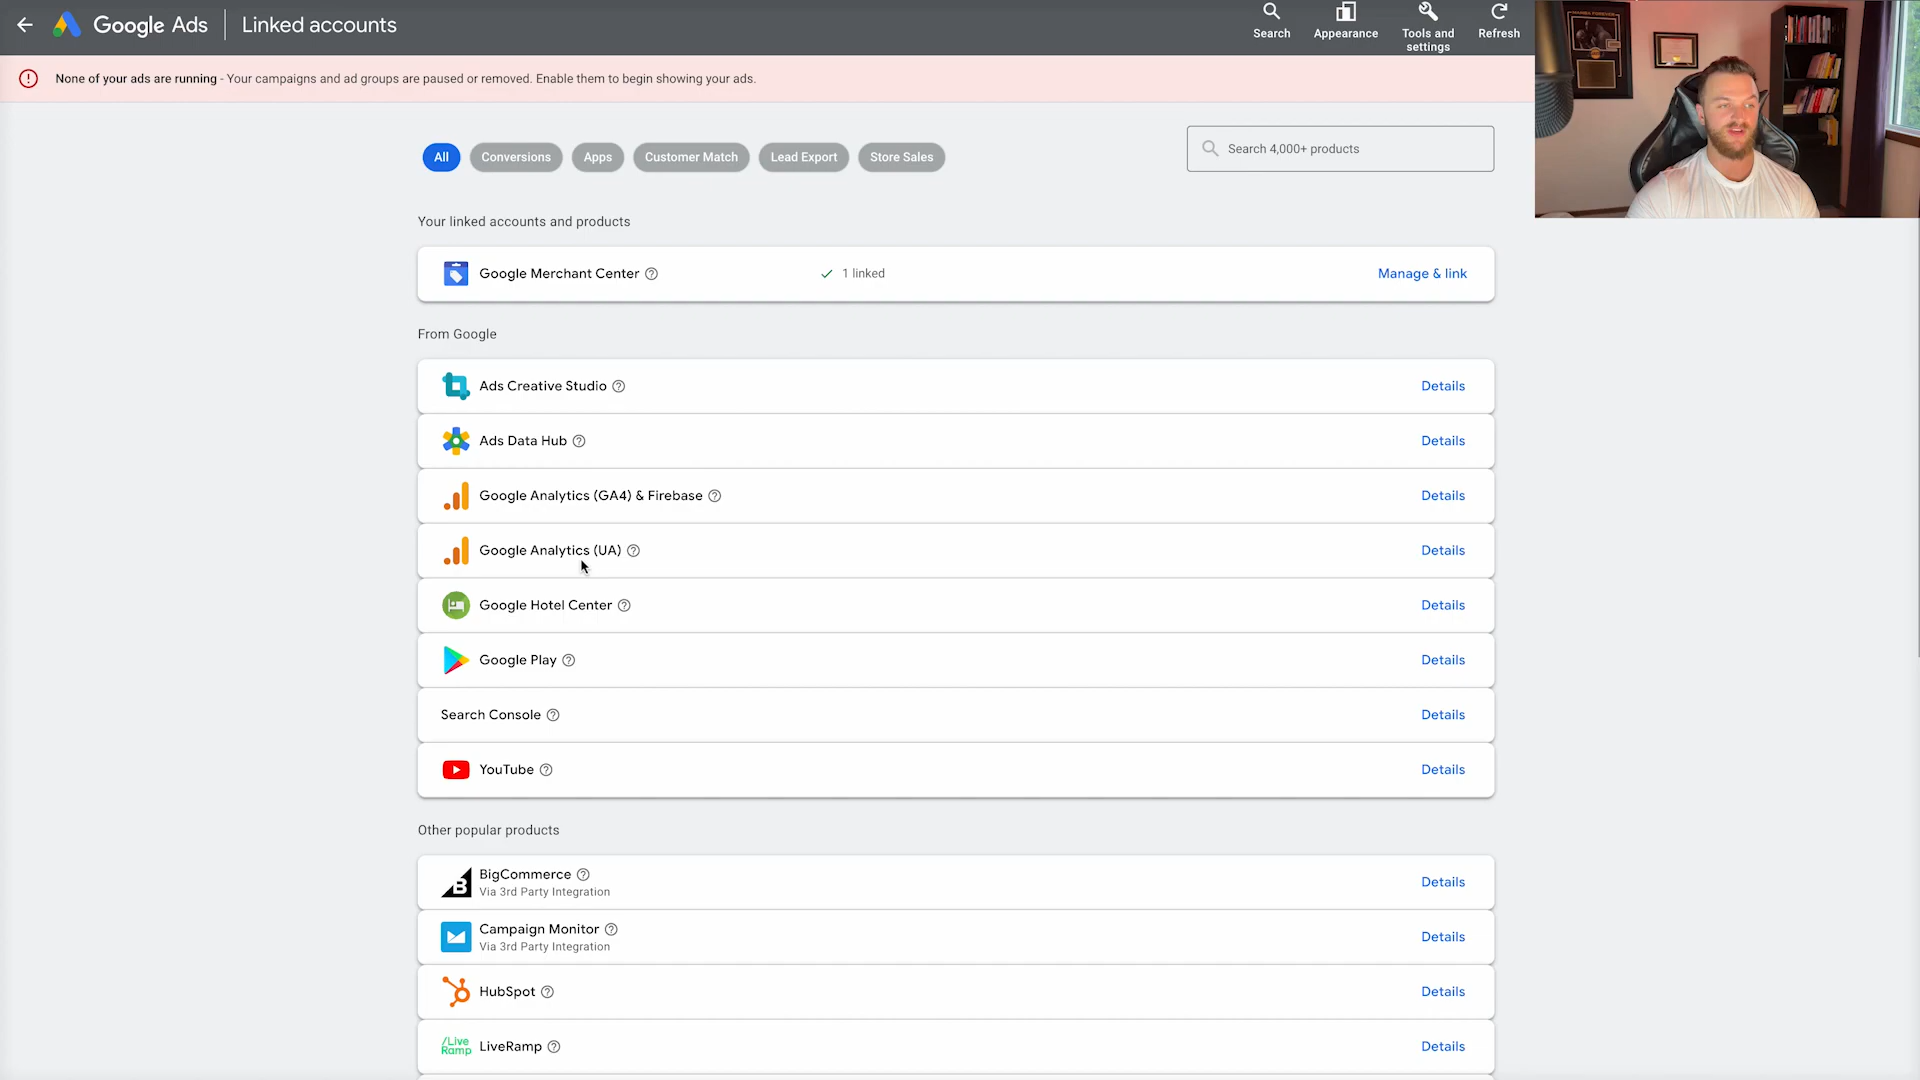 Google Ads
Linked accounts
Search
Appearance
Tools and
settings
Refresh
None of your ads are running - Your campaigns and ad groups are paused or removed. Enable them to begin showing your ads.
All
Conversions
Apps
Customer Match
Lead Export
Store Sales
Search 4,000+ products
Your linked accounts and products
Google Merchant Center
1 linked
Manage & link
From Google
Ads Creative Studio
Details
Ads Data Hub
Details
Google Analytics (GA4) & Firebase
Details
Google Analytics (UA)
Details
Google Hotel Center
Details
Google Play
Details
Search Console
Details
YouTube
Details
Other popular products
BigCommerce
Via 3rd Party Integration
Details
Campaign Monitor
Via 3rd Party Integration
Details
HubSpot
Details
/Live
Ramp
LiveRamp
Details